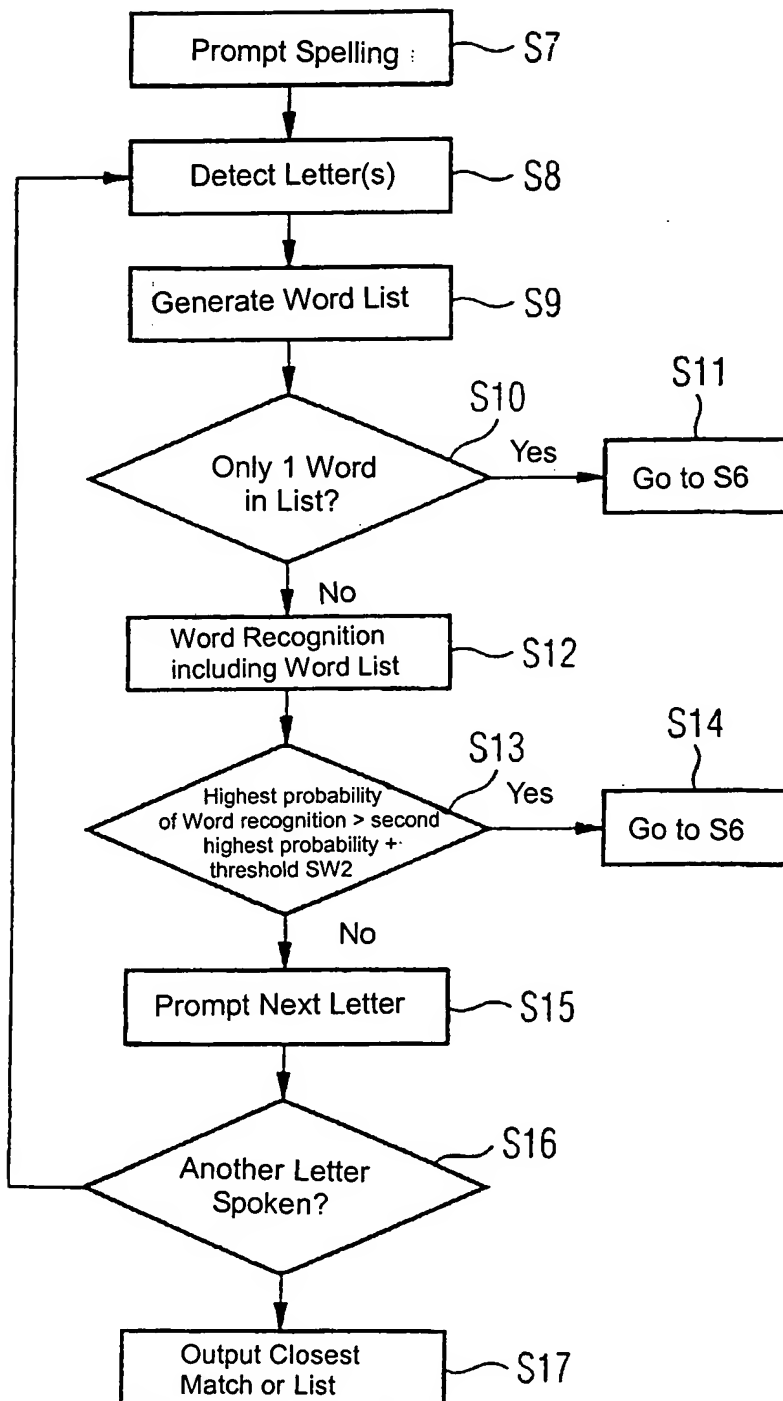 Prompt Spelling
S7
Detect Letter(s)
S8
Generate Word List
S9
S10
S11
Only 1 Word
in List?
Yes
Go to S6
No
Word Recognition
including Word List
S12
S13
S14
Highest probability
of Word recognition > second
highest probability +
threshold SW2
Yes
Go to S6
No
Prompt Next Letter
S15
S16
Another Letter
Spoken?
Output Closest
Match or List
S17